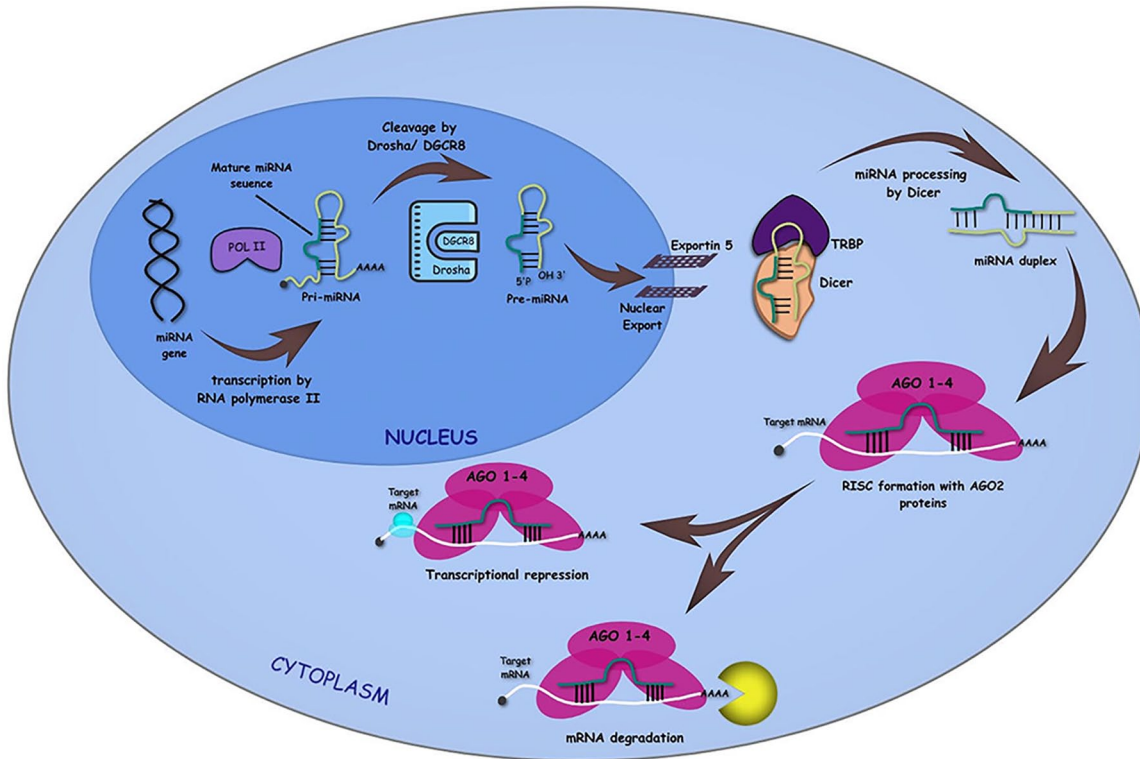 Cleavage by
Drosha/ DGCR8
Mature miRNA
seuence
POL II
AAAA
Pri-miRNA
DGCR8
Drosha
5'P
OH 3'
Pre-miRNA
miRNA
gene
transcription by
RNA polymerase II
NUCLEUS
Exportin 5
Nuclear
Export
TRBP
Dicer
miRNA processing
by Dicer
miRNA duplex
AGO 1-4
Target mRNA
AAAA
RISC formation with AGO2
proteins
AGO 1-4
Target
mRNA
AAAA
Transcriptional repression
AGO 1-4
Target
mRNA
AAAA
mRNA degradation
CYTOPLASM